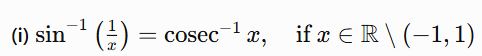 (i) sin⁻¹ (1/x) = cosec⁻¹ x, if x ∈ ℝ \ (−1, 1)